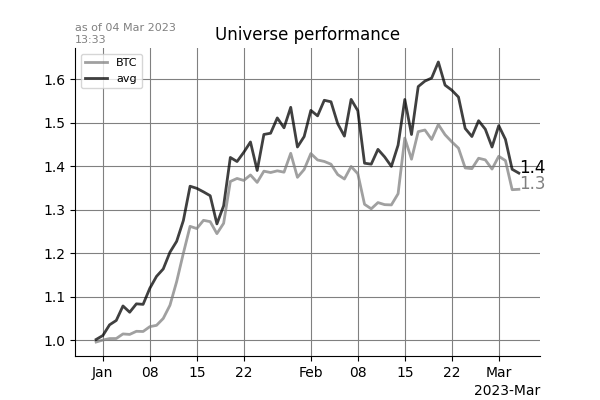 as of 04 Mar 2023
13:33
Universe performance
BTC
avg
1.6
1.5
1.4
1.3
1.2
1.1
1.0
1.4
1.3
Jan 08 15 22 Feb 08 15 22 Mar
2023-Mar